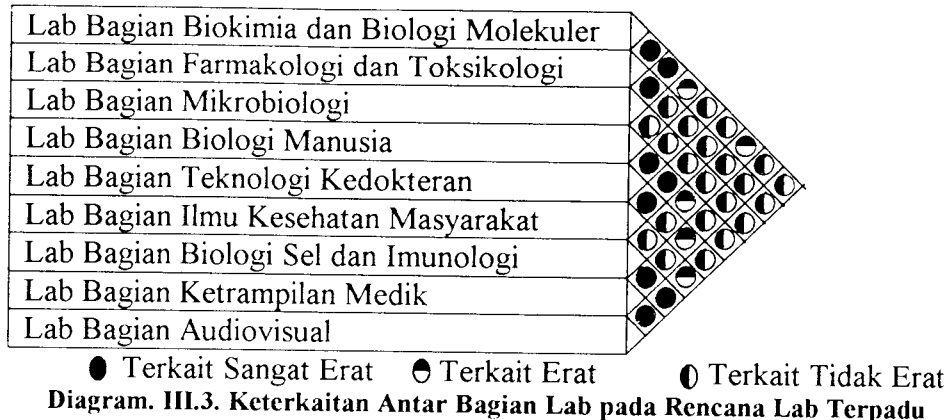 Lab Bagian Biokimia dan Biologi Molekuler
Lab Bagian Farmakologi dan Toksikologi
Lab Bagian Mikrobiologi
Lab Bagian Biologi Manusia
Lab Bagian Teknologi Kedokteran
Lab Bagian Ilmu Kesehatan Masyarakat
Lab Bagian Biologi Sel dan Imunologi
Lab Bagian Ketrampilan Medik
Lab Bagian Audiovisual
Terkait Sangat Erat Terkait Erat Terkait Tidak Erat
Diagram. III.3. Keterkaitan Antar Bagian Lab pada Rencana Lab Terpadu